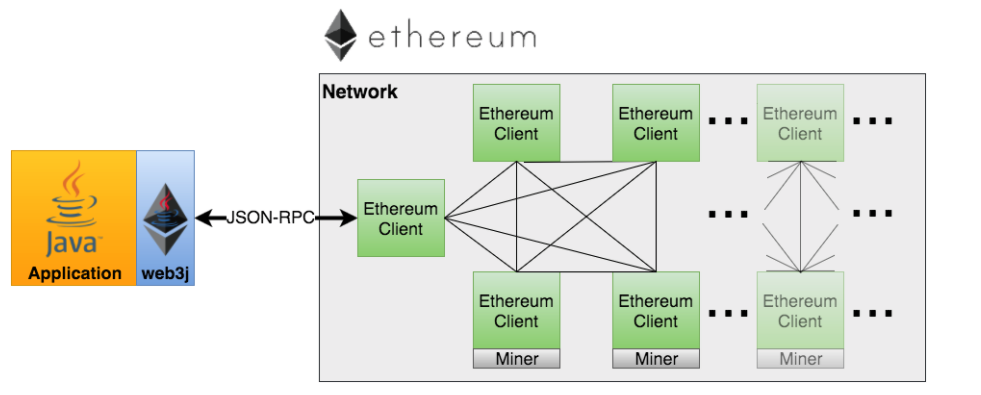 ethereum
Network
Ethereum
Client
Ethereum
Client
Ethereum
Client
Java
Application
web3j
JSON-RPC
Ethereum
Client
Ethereum
Client
Miner
Ethereum
Client
Miner
Ethereum
Client
Miner